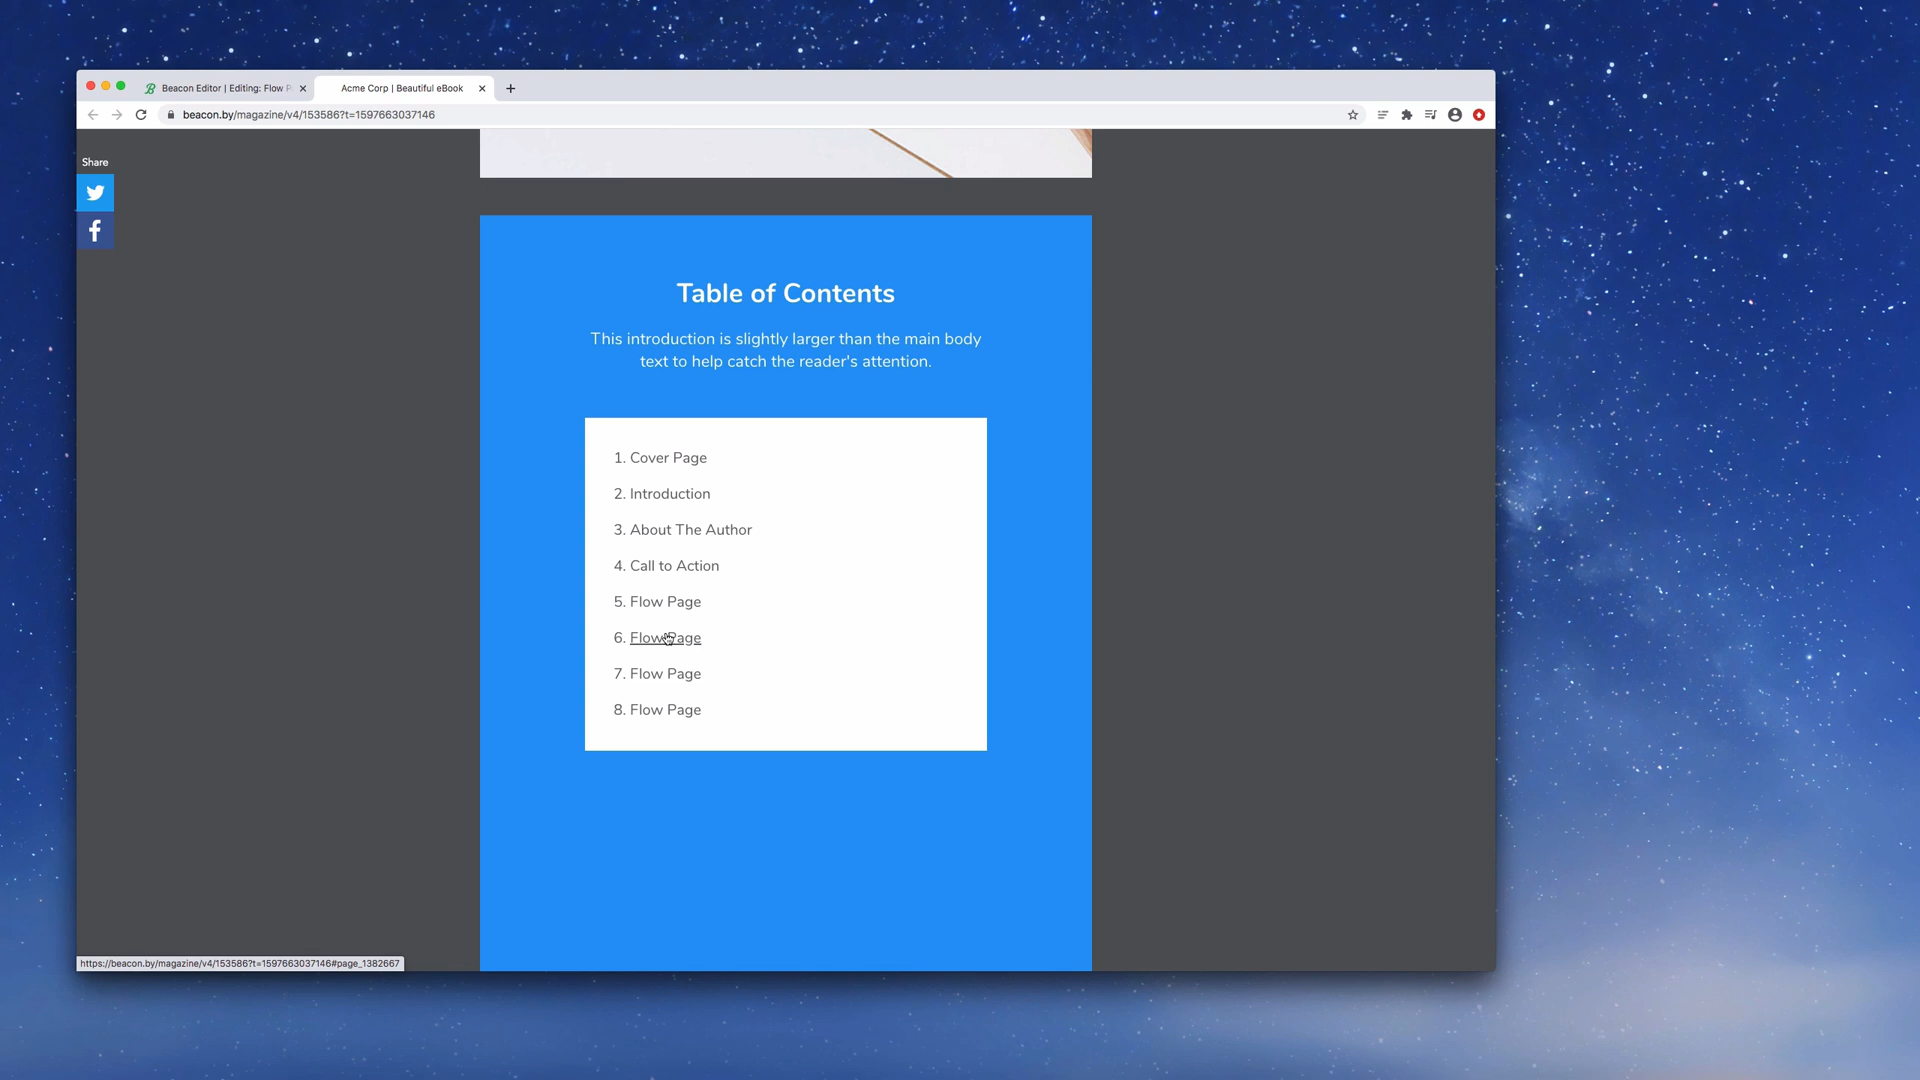 Beacon Editor | Editing: Flow P
Acme Corp | Beautiful eBook
beacon.by/magazine/v4/153586?t=1597663037146
Share
Table of Contents
This introduction is slightly larger than the main body
text to help catch the reader's attention.
1. Cover Page
2. Introduction
3. About The Author
4. Call to Action
5. Flow Page
6. Flow Page
7. Flow Page
8. Flow Page
https://beacon.by/magazine/v4/153586?t=1597663037146#page_1382667